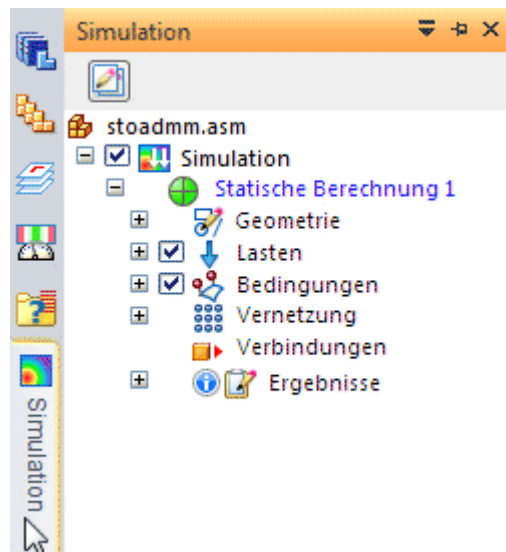 Simulation
stoadmm.asm
Simulation
Statische Berechnung 1
Geometrie
Lasten
Bedingungen
Vernetzung
Verbindungen
Ergebnisse
Simulation